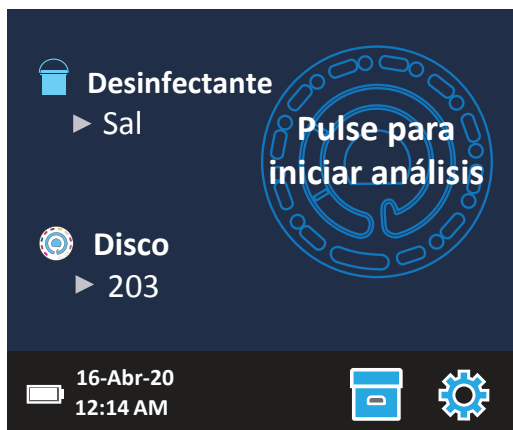 Desinfectante
Sal
Pulse para
iniciar análisis
Disco
203
16-Abr-20
12:14 AM